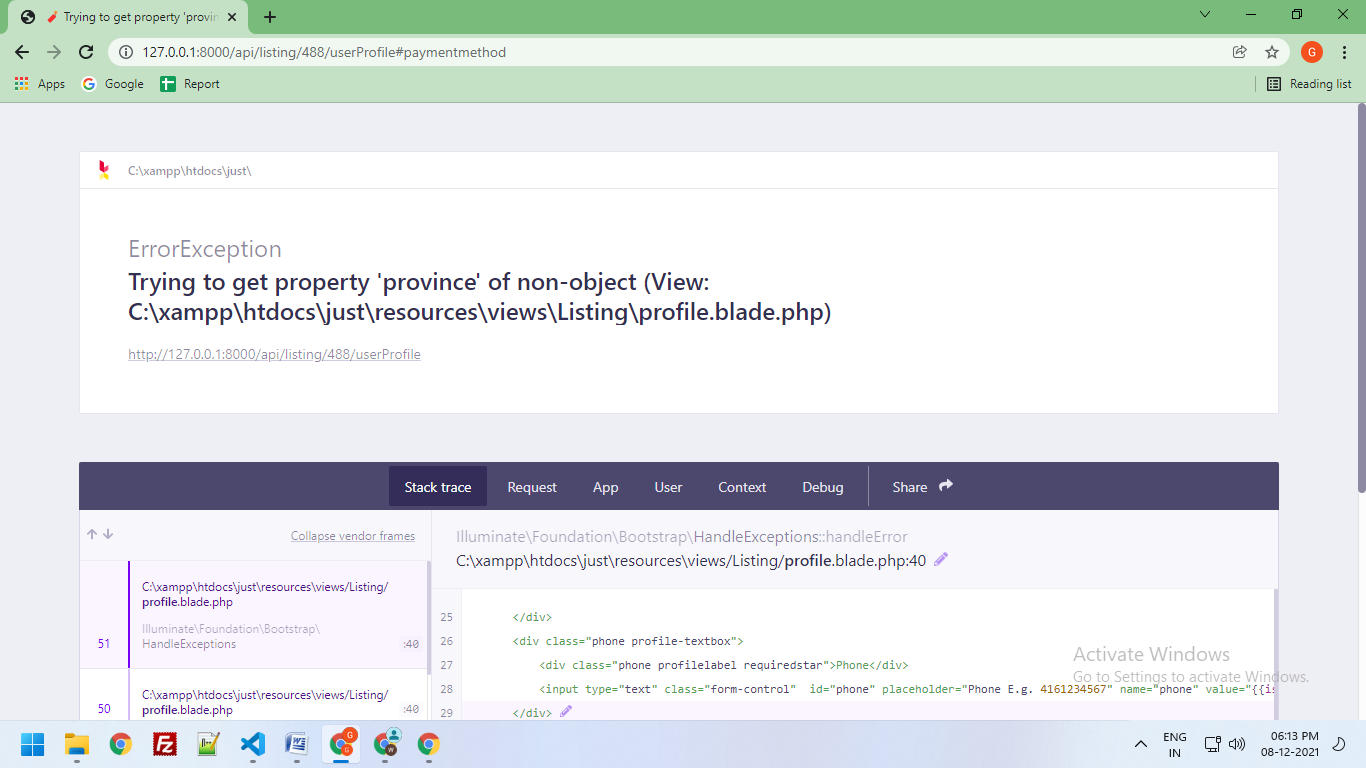 Trying to get property 'provin
127.0.0.1:8000/api/listing/488/userProfile#paymentmethod
G
Apps
Google
Report
Reading list
C:\xampp\htdocs\just\
ErrorException
Trying to get property 'province' of non-object (View:
C:\xampp\htdocs\just\resources\views\Listing\profile.blade.php)
http://127.0.0.1:8000/api/listing/488/userProfile
Stack trace
Request
App
User
Context
Debug
Share
Collapse vendor frames
Illuminate\Foundation\Bootstrap\HandleExceptions::handleError
C:\xampp\htdocs\just\resources\views/Listing/profile.blade.php:40
C:\xampp\htdocs\just\resources\views/Listing/
profile.blade.php
Illuminate\Foundation\Bootstrap\
51 HandleExceptions :40
C:\xampp\htdocs\just\resources\views/Listing/
50 profile.blade.php :40
25 </div>
26 <div class="phone profile-textbox">
27 <div class="phone profilelabel requiredstar">Phone</div>
28 <input type="text" class="form-control"  id="phone" placeholder="Phone E.g. 4161234567" name="phone" value="{{is
29 </div>
Activate Windows
Go to Settings to activate Windows.
G
W
ENG
IN
06:13 PM
08-12-2021